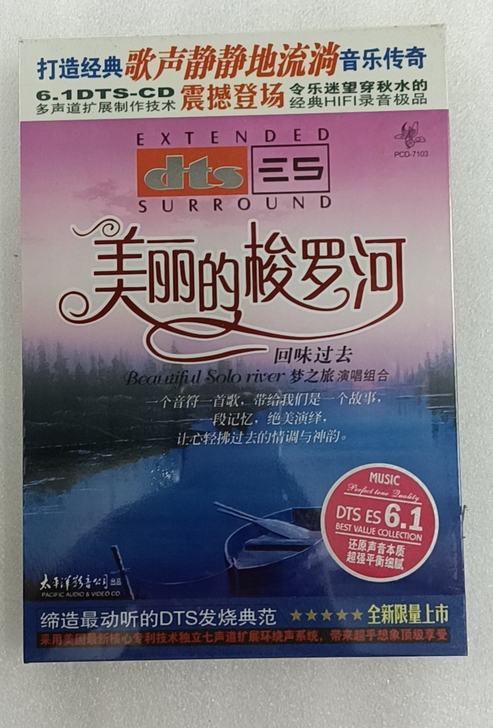 打造经典歌声静静地流淌音乐传奇
6.1DTS-CD 震撼登场 令乐迷望穿秋水的
多声道扩展制作技术 经典HIFI录音极品
PCD-7103
EXTENDED
dts ES
SURROUND
美丽的梭罗河
回味过去
Beautiful Solo river 梦之旅 演唱组合
一个音符一首歌，带给我们是一个故事，
一段记忆，绝美演绎，
让心轻拂过去的情调与神韵。
MUSIC
Perfect tone Quality
DTS ES 6.1
BEST VALUE COLLECTION
还原声音本质
超强平衡细腻
太平洋影音公司 出品
PACIFIC AUDIO & VIDEO CO
缔造最动听的DTS发烧典范 ★★★★★ 全新限量上市
采用美国最新核心专利技术独立七声道扩展环绕声系统，带来超乎想象顶级享受